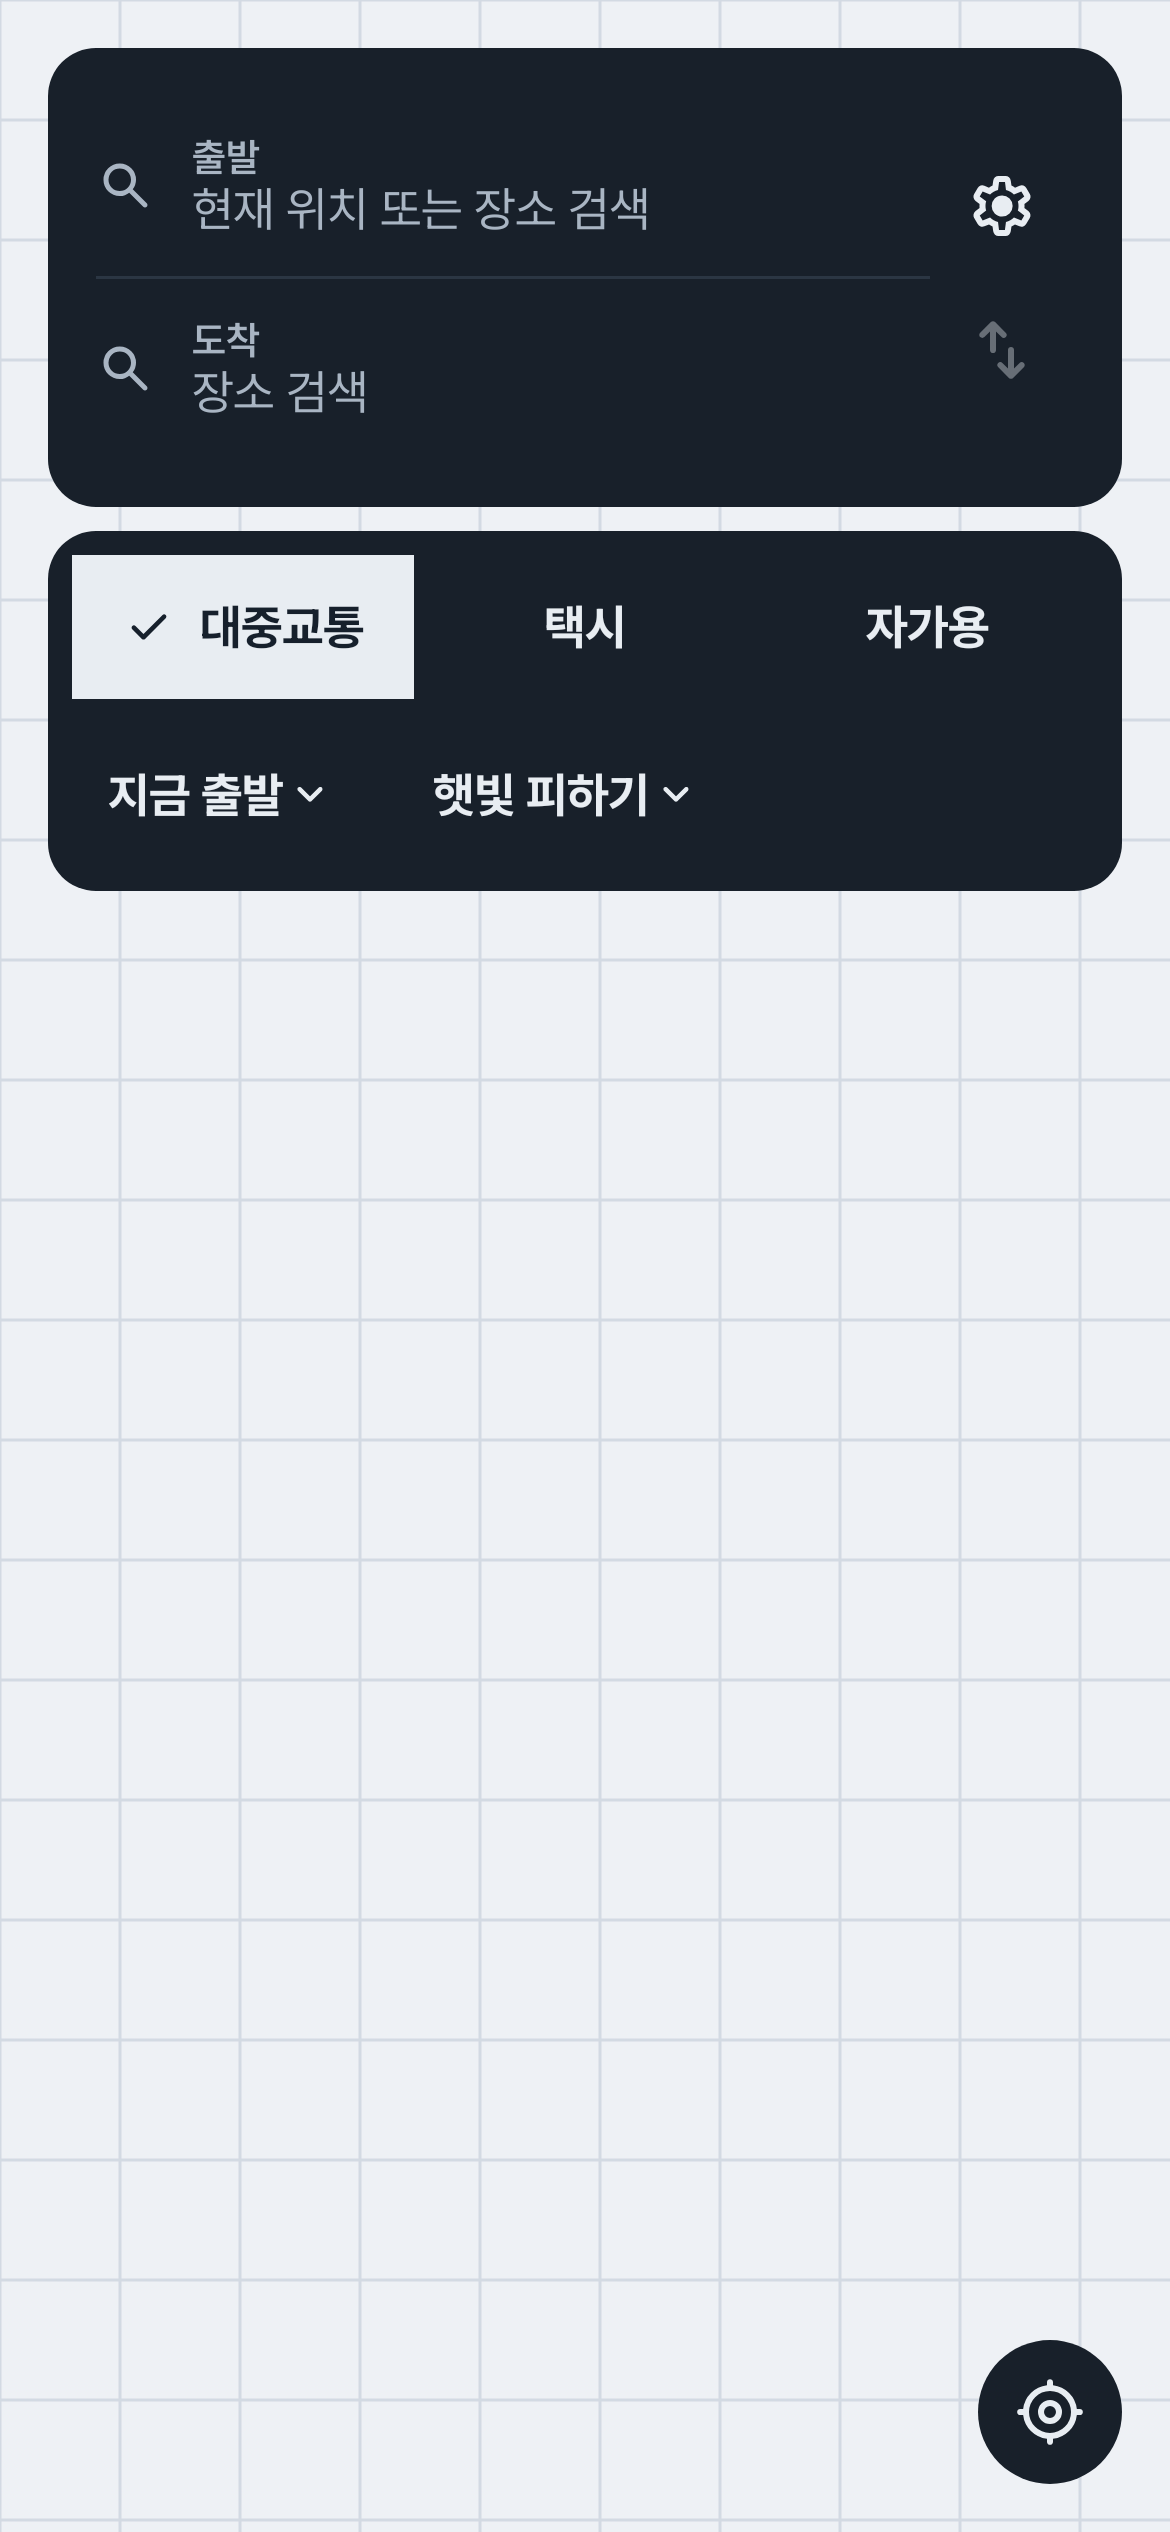 출발
현재 위치 또는 장소 검색
도착
장소 검색
대중교통 택시 자가용
지금 출발 햇빛 피하기